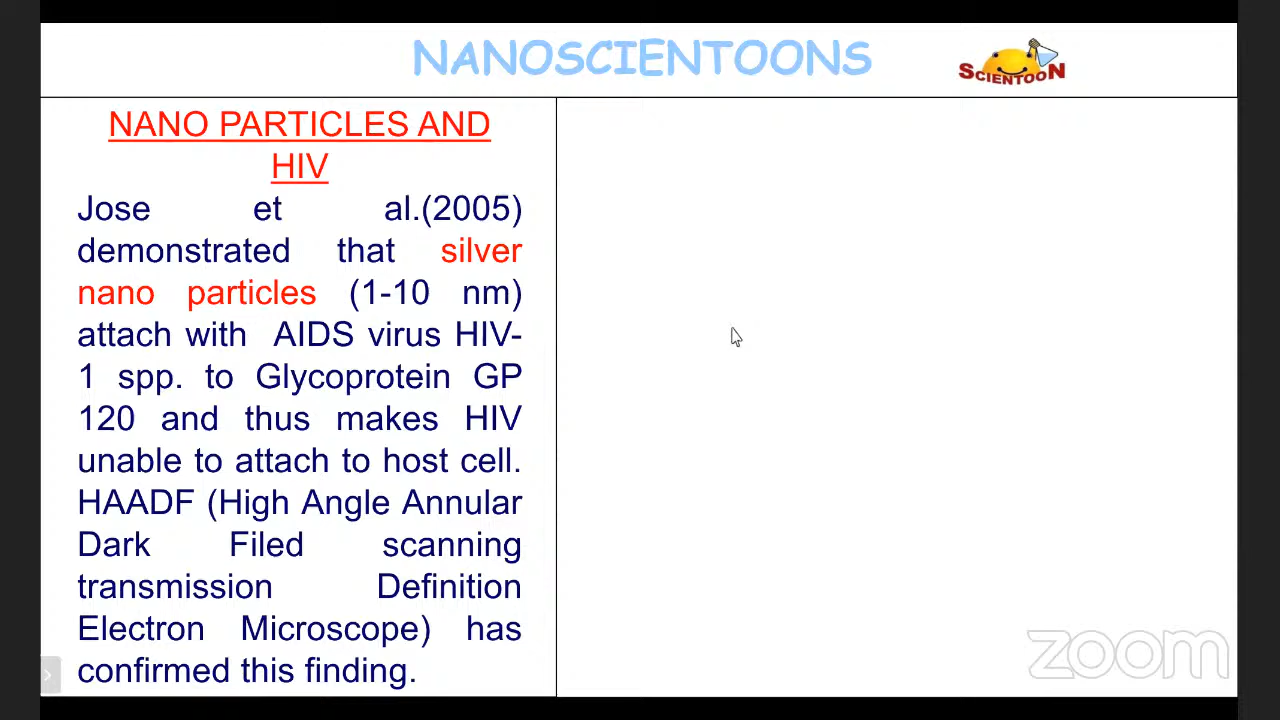 NANOSCIENTOONS
SCIENTOON
NANO PARTICLES AND
HIV
Jose et al.(2005)
demonstrated that silver
nano particles (1-10 nm)
attach with AIDS virus HIV-
1 spp. to Glycoprotein GP
120 and thus makes HIV
unable to attach to host cell.
HAADF (High Angle Annular
Dark Filed scanning
transmission Definition
Electron Microscope) has
confirmed this finding.
zoom